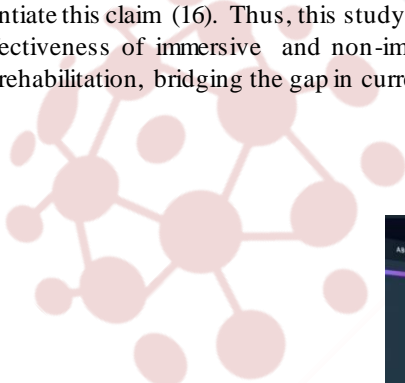 ntiate this claim (16). Thus, this study
ectiveness of immersive and non-im
rehabilitation, bridging the gap in curre